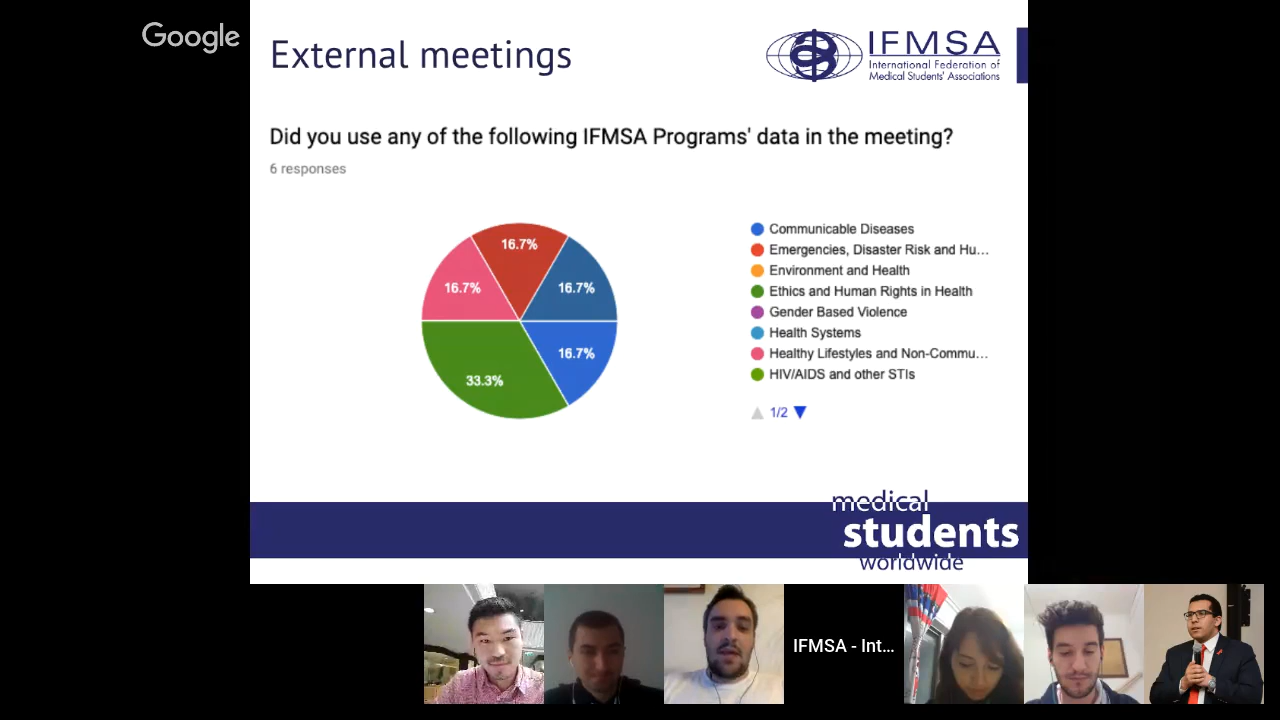 Google
External meetings
IFMSA
International Federation of
Medical Students' Associations
Did you use any of the following IFMSA Programs' data in the meeting?
6 responses
16.7%
16.7%
16.7%
16.7%
33.3%
Communicable Diseases
Emergencies, Disaster Risk and Hu...
Environment and Health
Ethics and Human Rights in Health
Gender Based Violence
Health Systems
Healthy Lifestyles and Non-Commu...
HIV/AIDS and other STIs
1/2
medical
students
worldwide
IFMSA - Int...